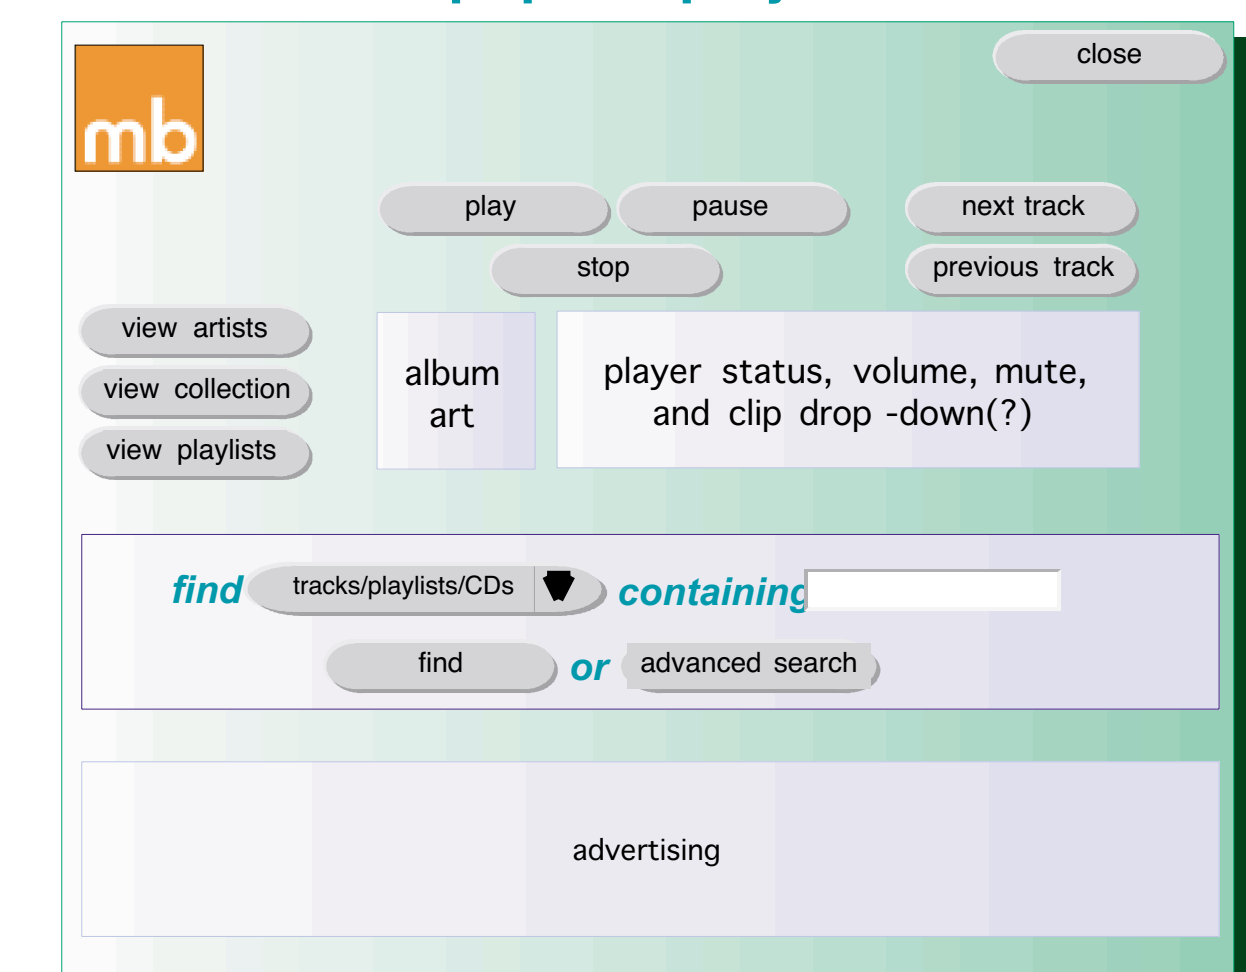 close
mb
play
pause
next track
stop
previous track
view artists
view collection
view playlists
album
art
player status, volume, mute,
and clip drop -down(?)
find tracks/playlists/CDs containing
find or advanced search
advertising